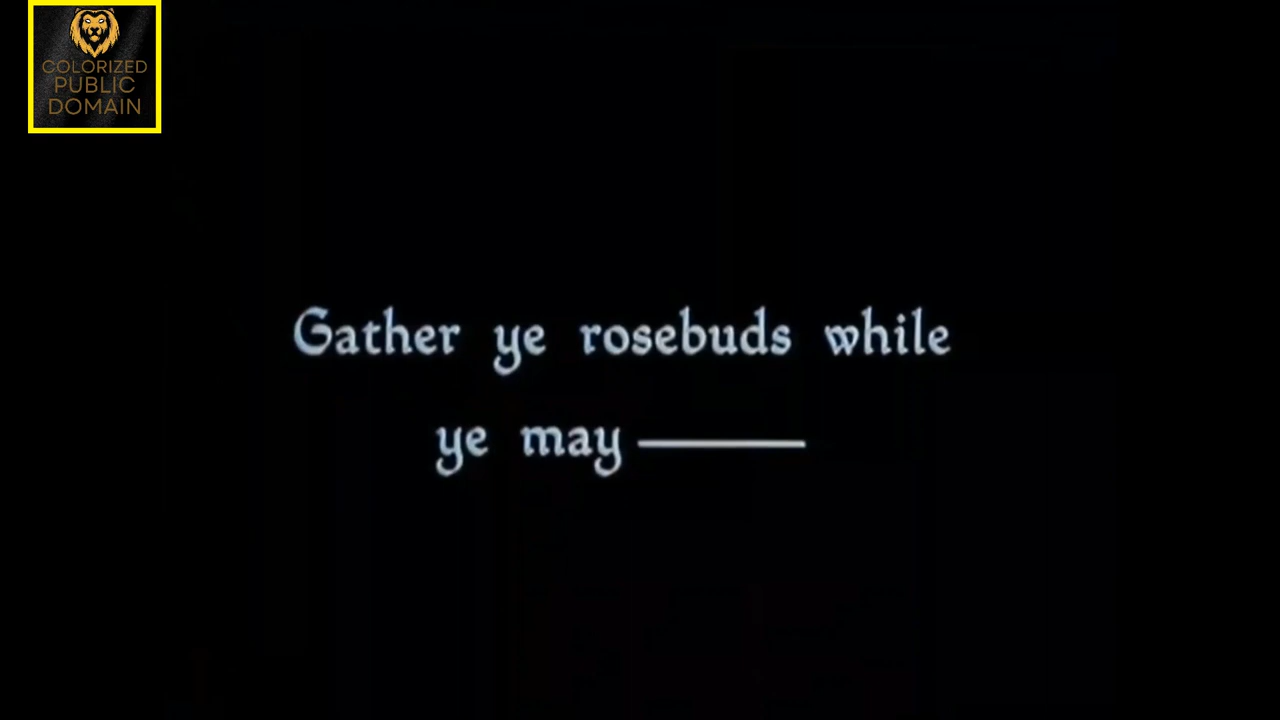 COLORIZED
PUBLIC
DOMAIN
Gather ye rosebuds while
ye may ———